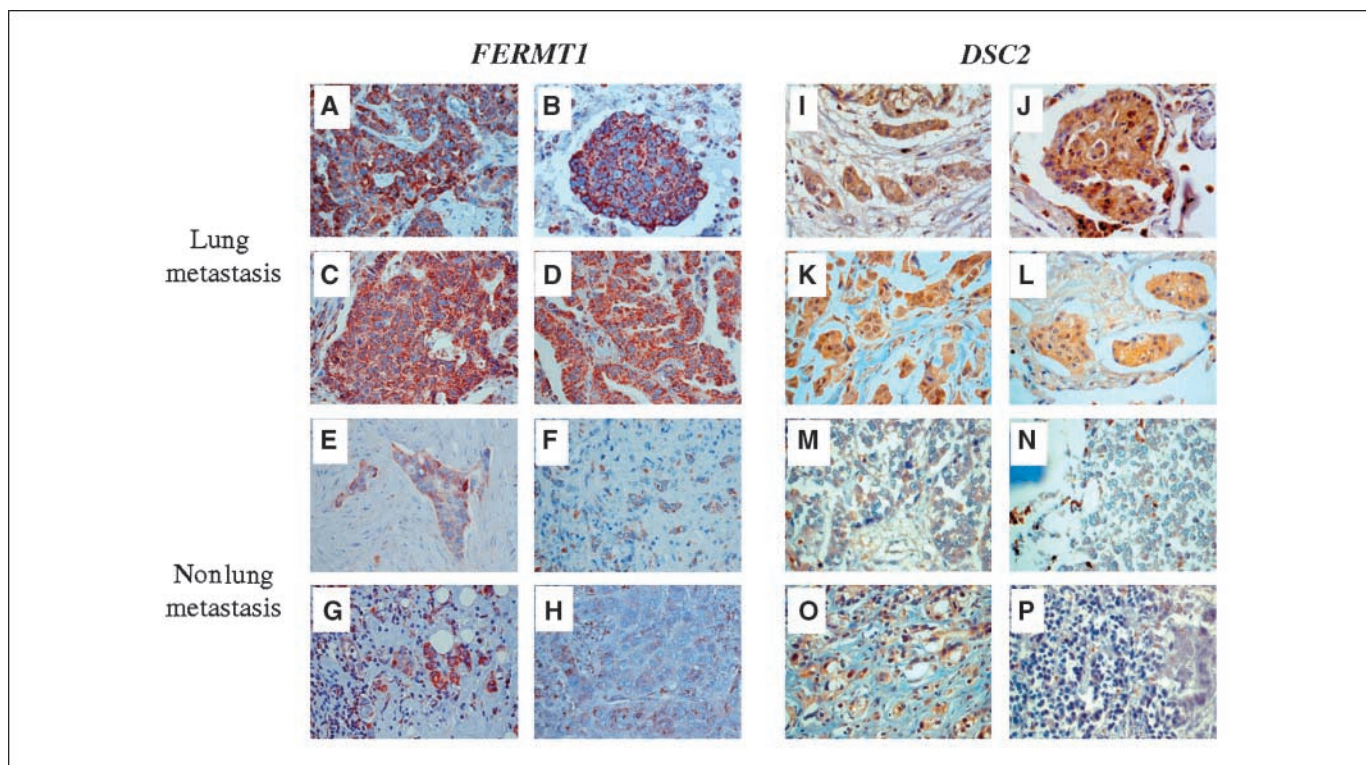 FERMT1 DSC2
A B I J
Lung
metastasis
C D K L
E F M N
Nonlung
metastasis
G H O P